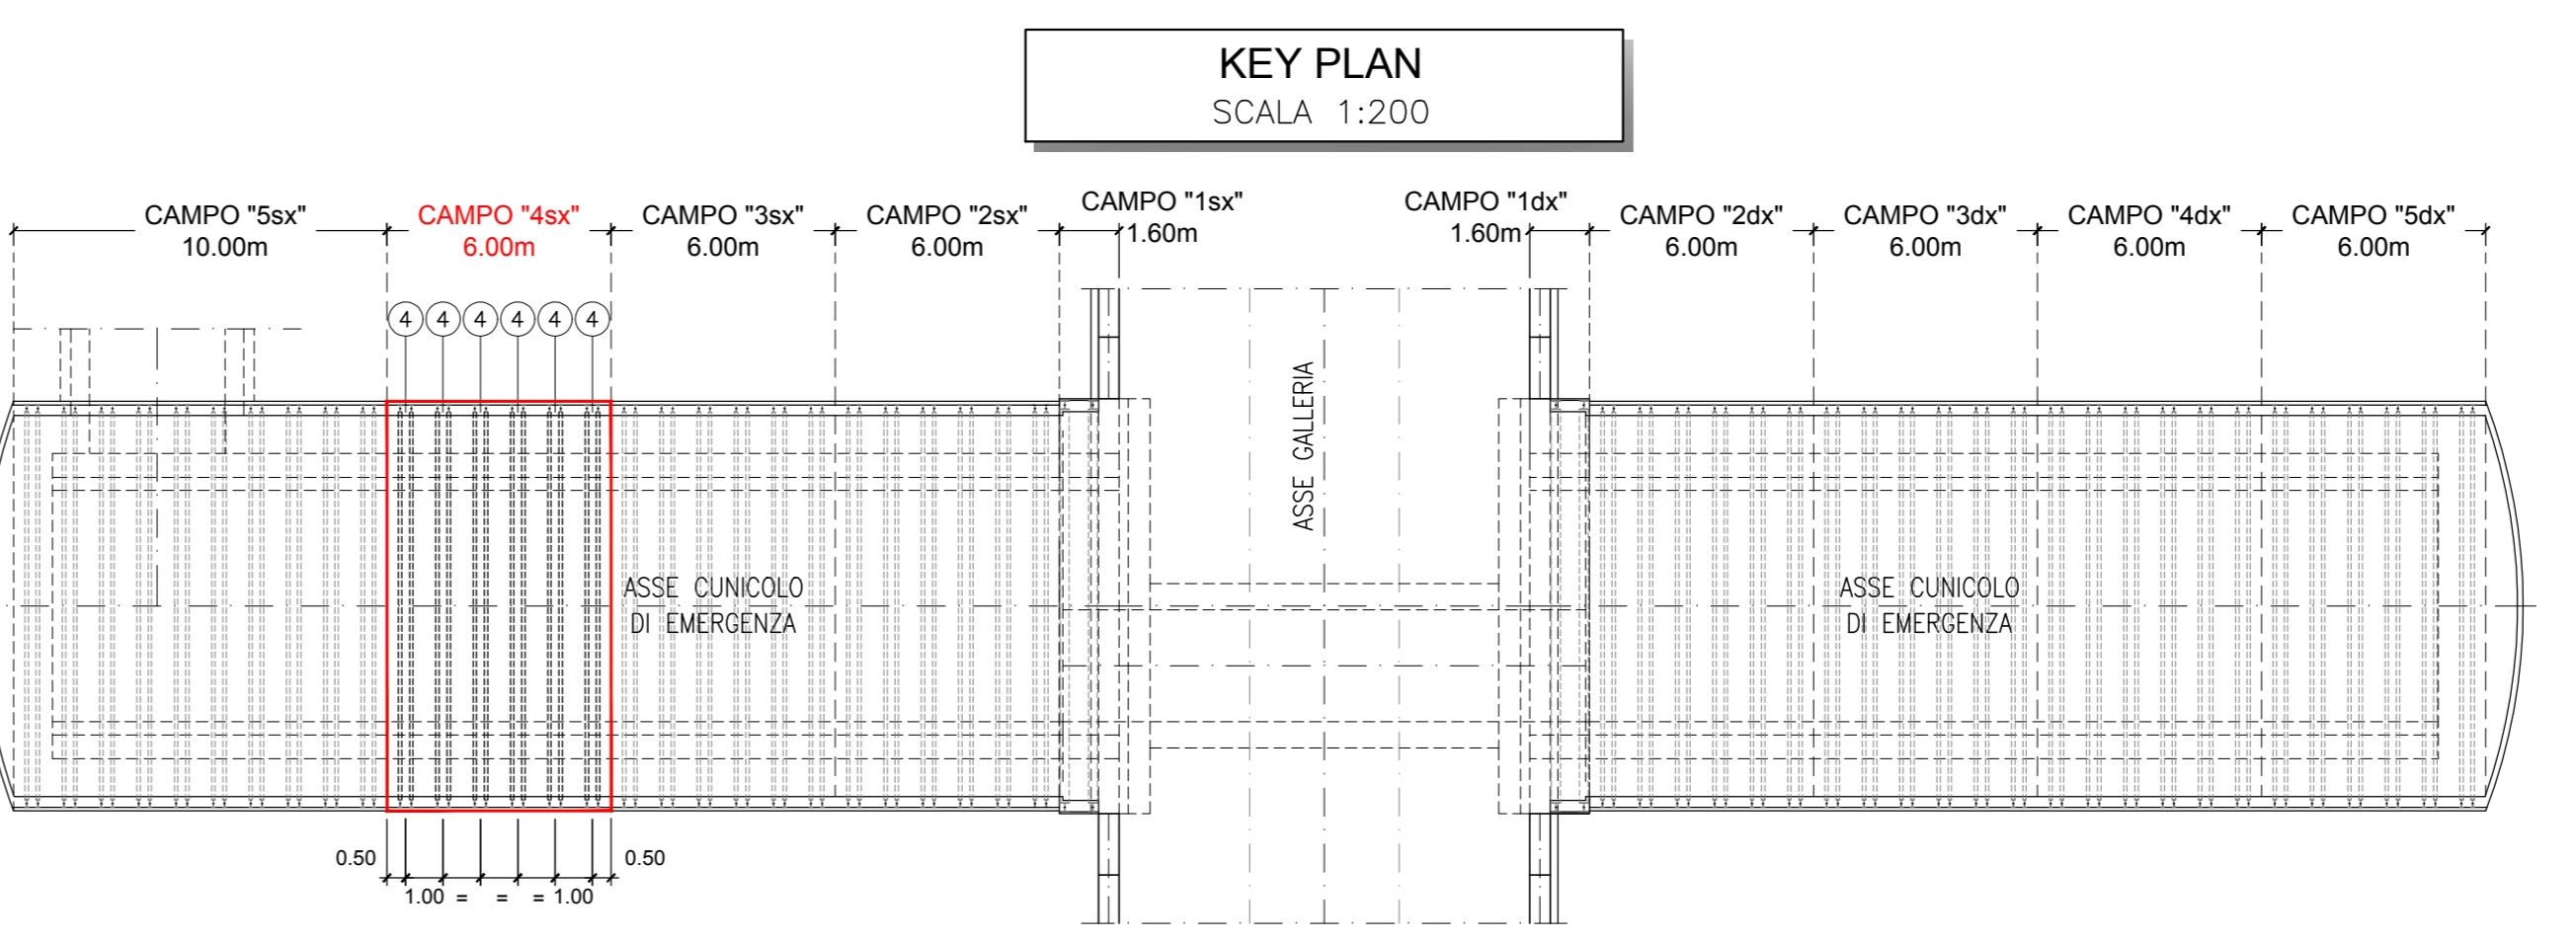 KEY PLAN
SCALA 1:200
CAMPO "5sx"
10.00m
CAMPO "4sx"
6.00m
CAMPO "3sx"
6.00m
CAMPO "2sx"
6.00m
CAMPO "1sx"
1.60m
CAMPO "1dx"
1.60m
CAMPO "2dx"
6.00m
CAMPO "3dx"
6.00m
CAMPO "4dx"
6.00m
CAMPO "5dx"
6.00m
4 4 4 4 4 4
ASSE GALLERIA
ASSE CUNICOLO
DI EMERGENZA
ASSE CUNICOLO
DI EMERGENZA
0.50 0.50
1.00 = = = 1.00